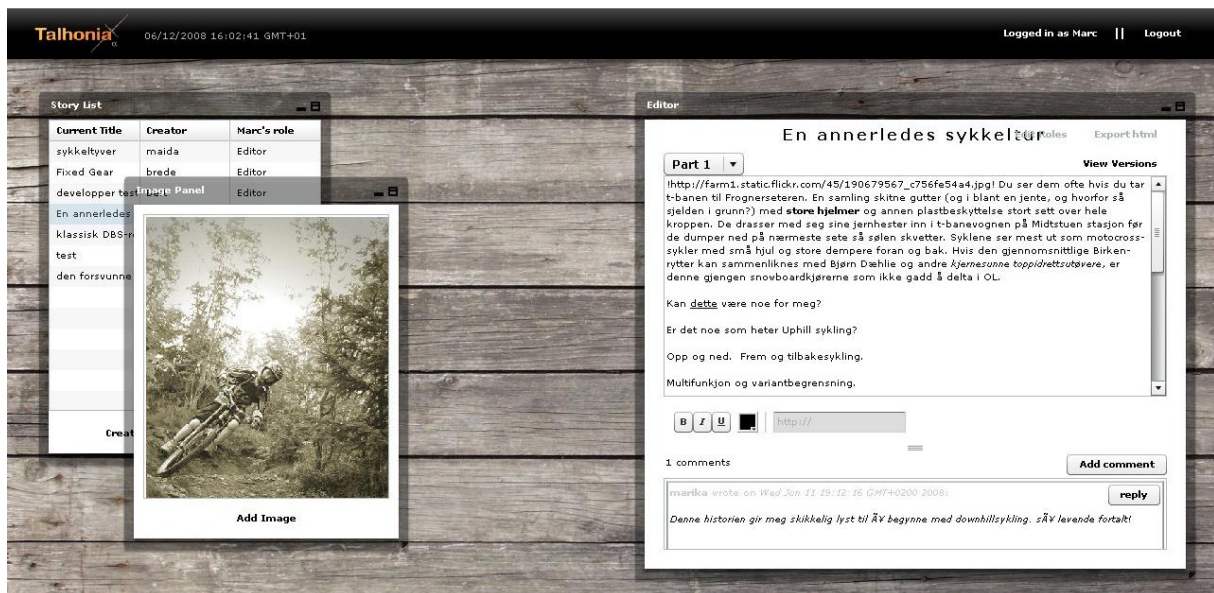 Talhonia
α
06/12/2008 16:02:41 GMT+01
Logged in as Marc || Logout
Story List
Current Title Creator Marc's role
sykkeltyver maida Editor
Fixed Gear brede Editor
developper test Editor
En annerledes
klassisk DBS-
test
den forsvunne
Creat
Image Panel
Add Image
Editor
En annerledes sykkeltur
Roles Export html
Part 1
View Versions
!http://farm1.static.flickr.com/45/190679567_c756fe54a4.jpg! Du ser dem ofte hvis du tar
t-banen til Frognerseteren. En samling skitne gutter (og i blant en jente, og hvorfor så
sjelden i grunn?) med store hjelmer og annen plastbeskyttelse stort sett over hele
kroppen. De drasser med seg sine jernhester inn i t-banevognen på Midtstuen stasjon før
de dumper ned på nærmeste sete så sølen skvetter. Syklene ser mest ut som motocross-
sykler med små hjul og store dempere foran og bak. Hvis den gjennomsnittlige Birken-
rytter kan sammenliknes med Bjørn Dæhlie og andre kjernesunne toppidrettsutøvere, er
denne gjengen snowboardkjørerne som ikke gadd å delta i OL.
Kan dette være noe for meg?
Er det noe som heter Uphill sykling?
Opp og ned. Frem og tilbakesykling.
Multifunkjon og variantbegrensning.
B I U http://
1 comments
Add comment
marika wrote on Wed Jun 11 19:12:16 GMT+0200 2008:
reply
Denne historien gir meg skikkelig lyst til Ã¥ begynne med downhillsykling. sÃ¥ levende fortalt!